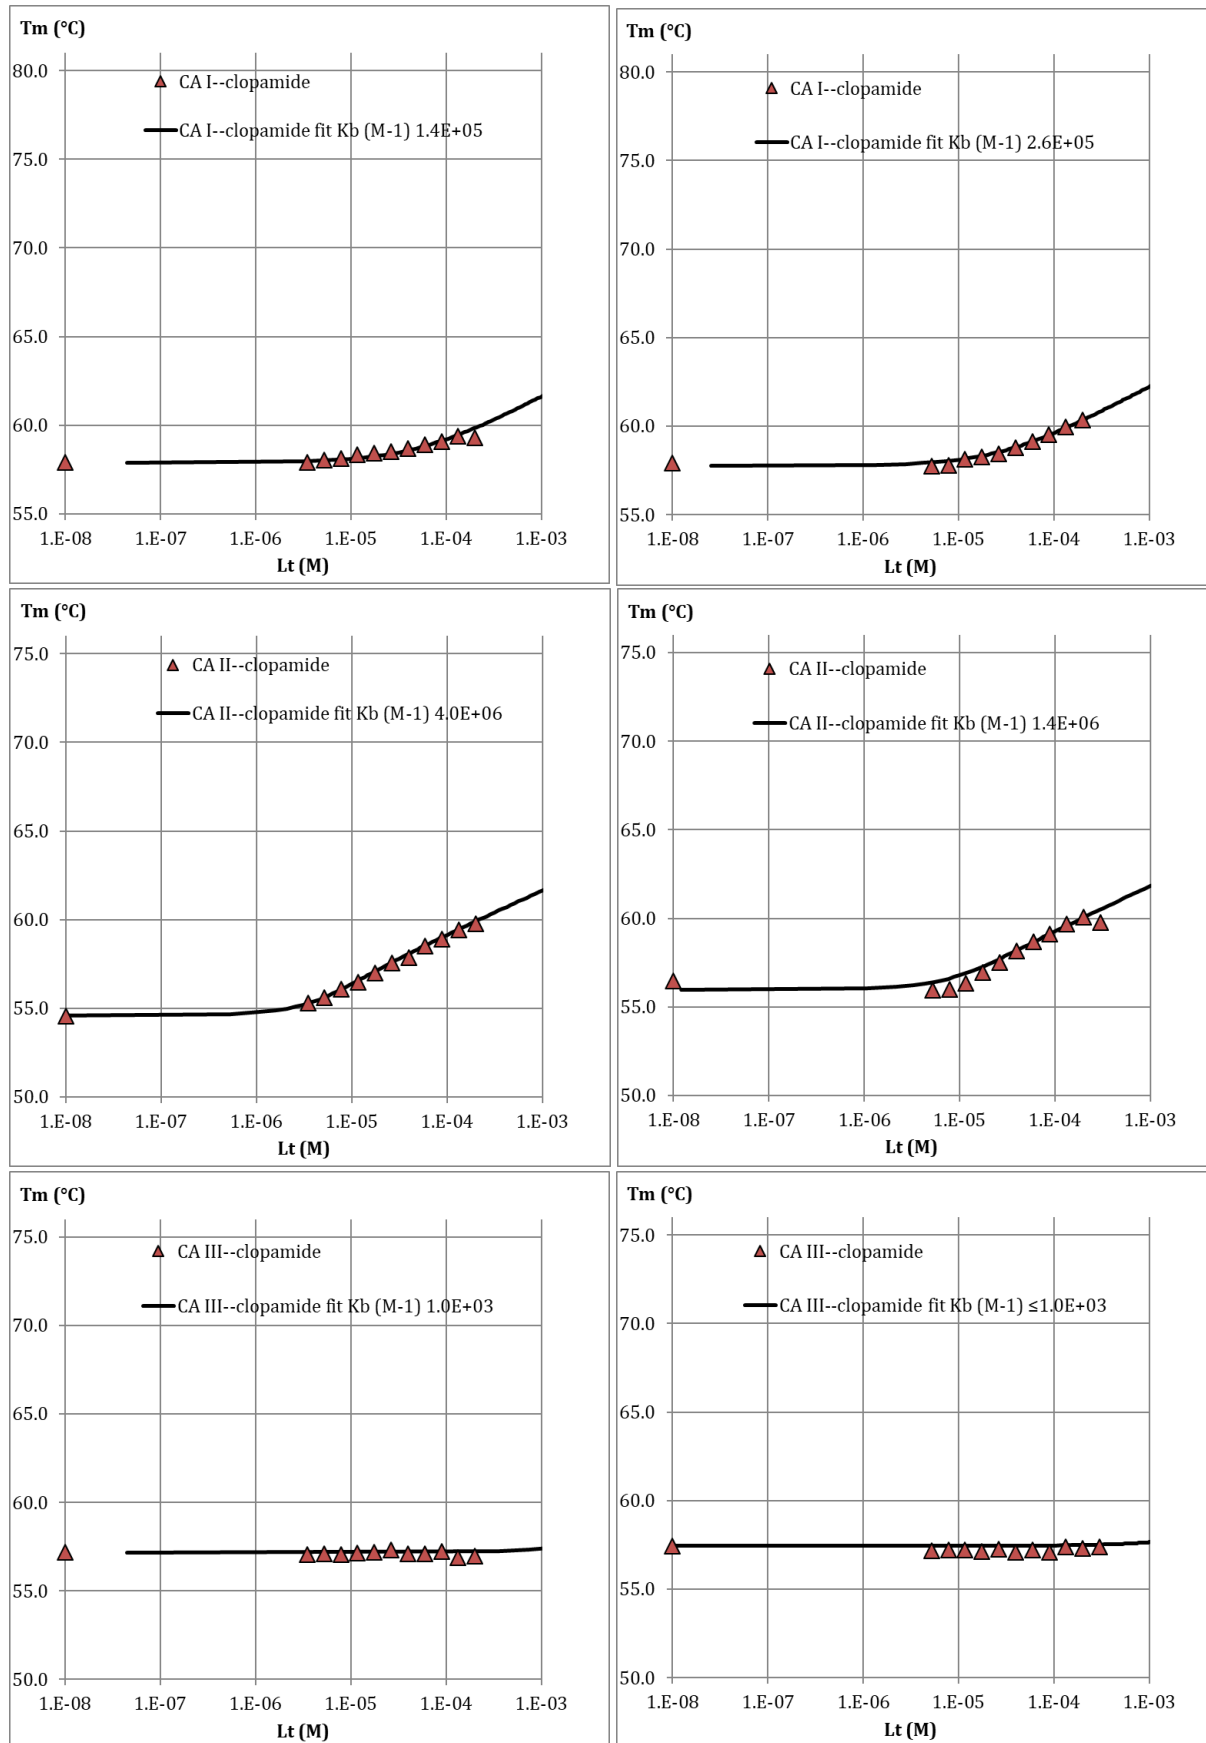 Tm (°C)
80.0
75.0
70.0
65.0
60.0
55.0
CA I--clopamide
CA I--clopamide fit Kb (M-1) 1.4E+05
1.E-08 1.E-07 1.E-06 1.E-05 1.E-04 1.E-03
Lt (M)
Tm (°C)
80.0
75.0
70.0
65.0
60.0
55.0
CA I--clopamide
CA I--clopamide fit Kb (M-1) 2.6E+05
1.E-08 1.E-07 1.E-06 1.E-05 1.E-04 1.E-03
Lt (M)
Tm (°C)
75.0
70.0
65.0
60.0
55.0
50.0
CA II--clopamide
CA II--clopamide fit Kb (M-1) 4.0E+06
1.E-08 1.E-07 1.E-06 1.E-05 1.E-04 1.E-03
Lt (M)
Tm (°C)
75.0
70.0
65.0
60.0
55.0
50.0
CA II--clopamide
CA II--clopamide fit Kb (M-1) 1.4E+06
1.E-08 1.E-07 1.E-06 1.E-05 1.E-04 1.E-03
Lt (M)
Tm (°C)
75.0
70.0
65.0
60.0
55.0
50.0
CA III--clopamide
CA III--clopamide fit Kb (M-1) 1.0E+03
1.E-08 1.E-07 1.E-06 1.E-05 1.E-04 1.E-03
Lt (M)
Tm (°C)
75.0
70.0
65.0
60.0
55.0
50.0
CA III--clopamide
CA III--clopamide fit Kb (M-1) ≤1.0E+03
1.E-08 1.E-07 1.E-06 1.E-05 1.E-04 1.E-03
Lt (M)